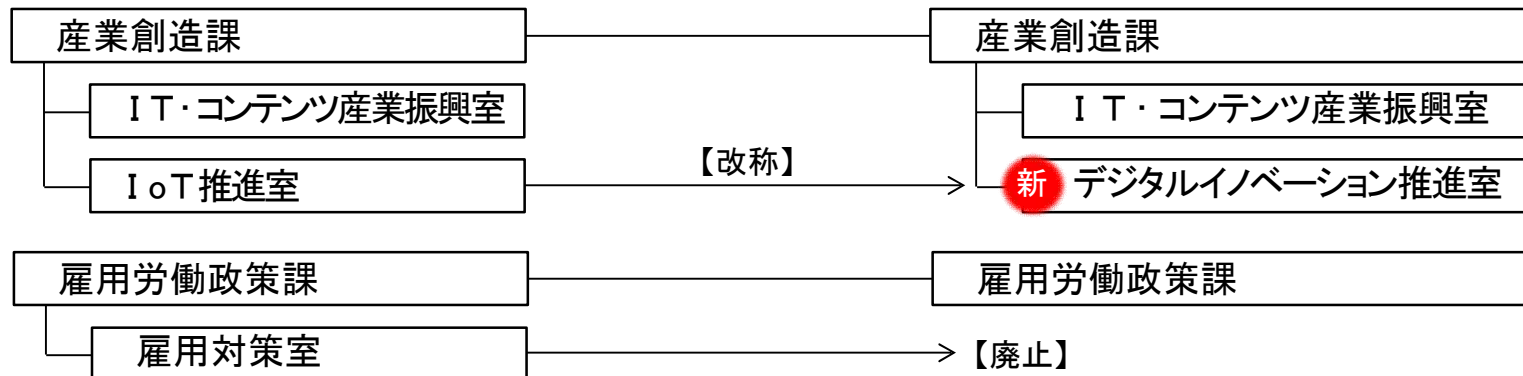 産業創造課
産業創造課
ＩＴ・コンテンツ産業振興室
ＩＴ・コンテンツ産業振興室
ＩｏＴ推進室
【改称】
新 デジタルイノベーション推進室
雇用労働政策課
雇用労働政策課
雇用対策室
【廃止】